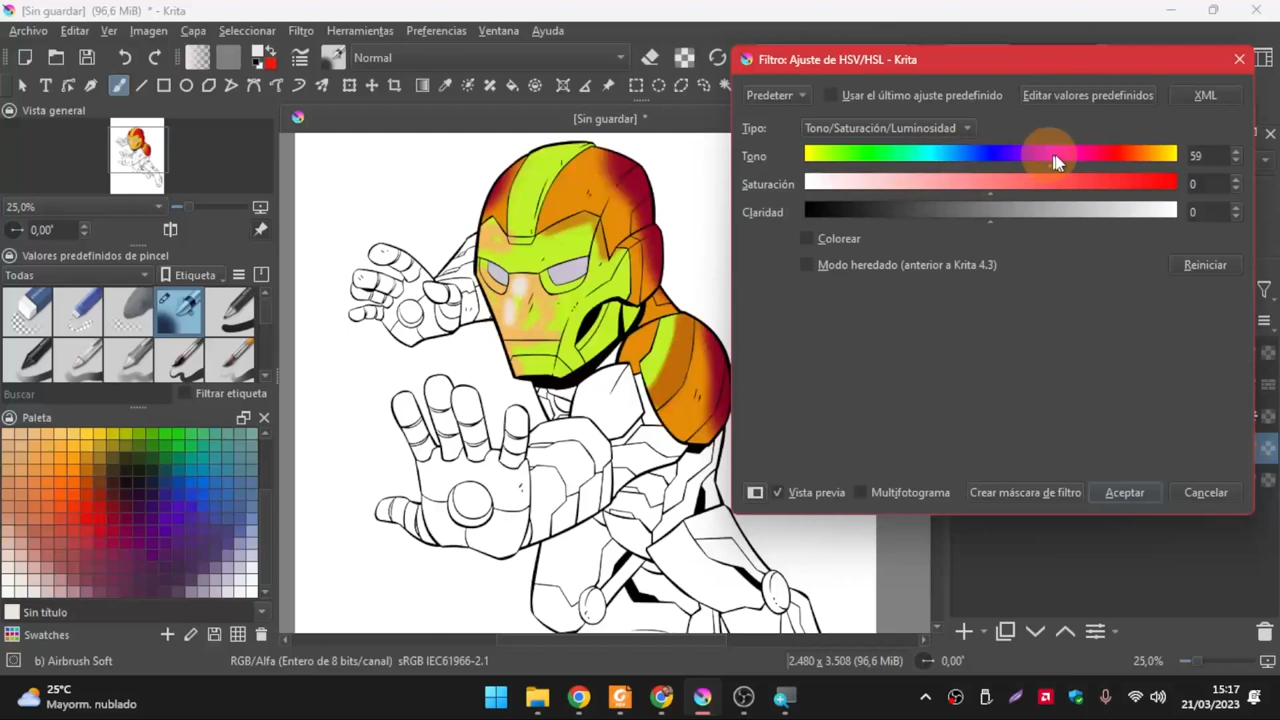 [Sin guardar] (96,6 MiB) * - Krita
Archivo Editar Ver Imagen Capa Seleccionar Filtro Herramientas Preferencias Ventana Ayuda
Normal
Filtro: Ajuste de HSV/HSL - Krita
Vista general
[Sin guardar] *
Predeterr
Usar el último ajuste predefinido
Editar valores predefinidos
XML
Tipo:
Tono/Saturación/Luminosidad
Tono
59
Saturación
0
Claridad
0
25,0%
0,00°
Colorear
Modo heredado (anterior a Krita 4.3)
Reiniciar
Valores predefinidos de pincel
Todas
Etiqueta
Buscar
Filtrar etiqueta
Paleta
Vista previa
Multifotograma
Crear máscara de filtro
Aceptar
Cancelar
Sin título
Swatches
b) Airbrush Soft
RGB/Alfa (Entero de 8 bits/canal) sRGB IEC61966-2.1
2.480 x 3.508 (96,6 MiB)
0,00°
25,0%
25°C
Mayorm. nublado
15:17
21/03/2023